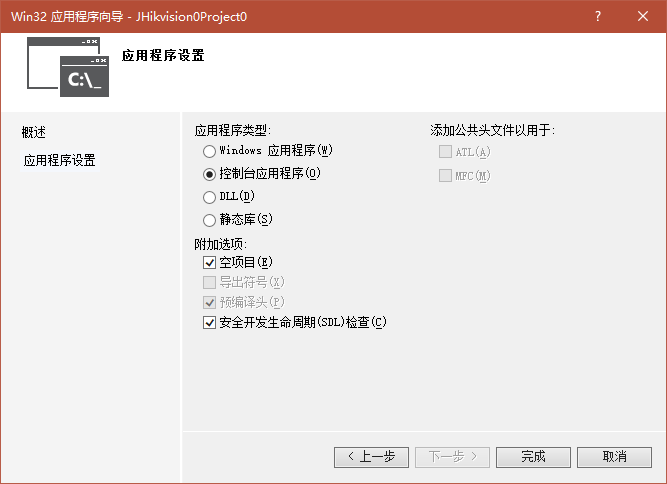 Win32 应用程序向导 - JHikvision0Project0
C:\_
应用程序设置
概述
应用程序设置
应用程序类型:
Windows 应用程序(W)
控制台应用程序(O)
DLL(D)
静态库(S)
附加选项:
空项目(E)
导出符号(X)
预编译头(P)
安全开发生命周期(SDL)检查(C)
添加公共头文件以用于:
ATL(A)
MFC(M)
< 上一步
下一步 >
完成
取消